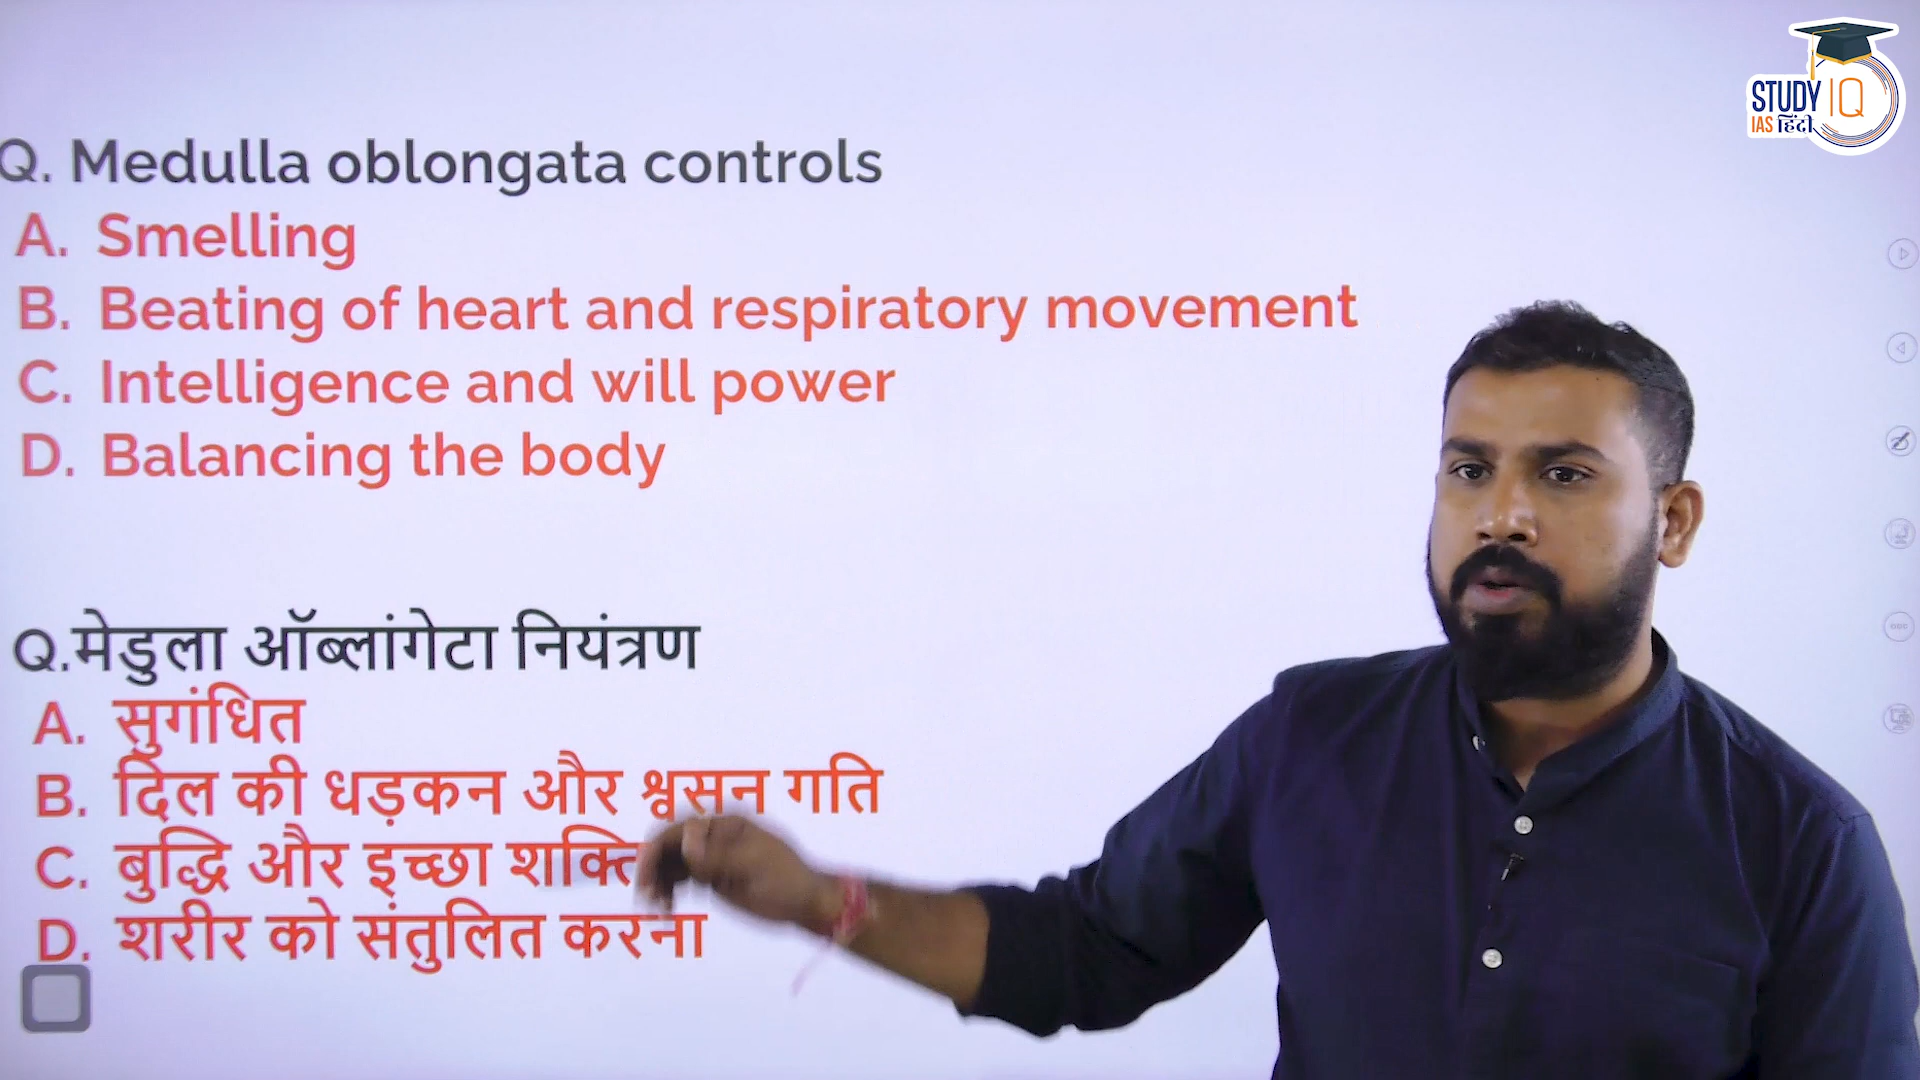 STUDY IQ
IAS हिंदी
Q. Medulla oblongata controls
A. Smelling
B. Beating of heart and respiratory movement
C. Intelligence and will power
D. Balancing the body
Q.मेडुला ऑब्लांगेटा नियंत्रण
A. सुगंधित
B. दिल की धड़कन और श्वसन गति
C. बुद्धि और इच्छा शक्ति
D. शरीर को संतुलित करना